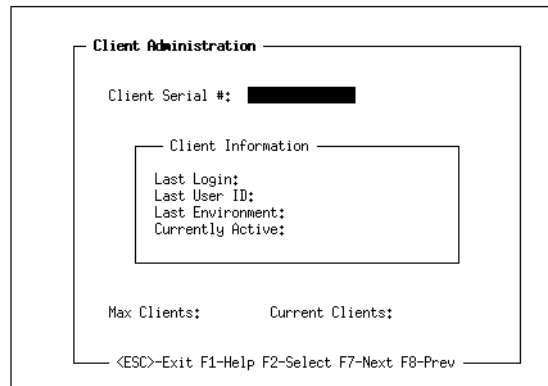 Client Administration
Client Serial #:
Client Information
Last Login:
Last User ID:
Last Environment:
Currently Active:
Max Clients: Current Clients:
<ESC>-Exit F1-Help F2-Select F7-Next F8-Prev